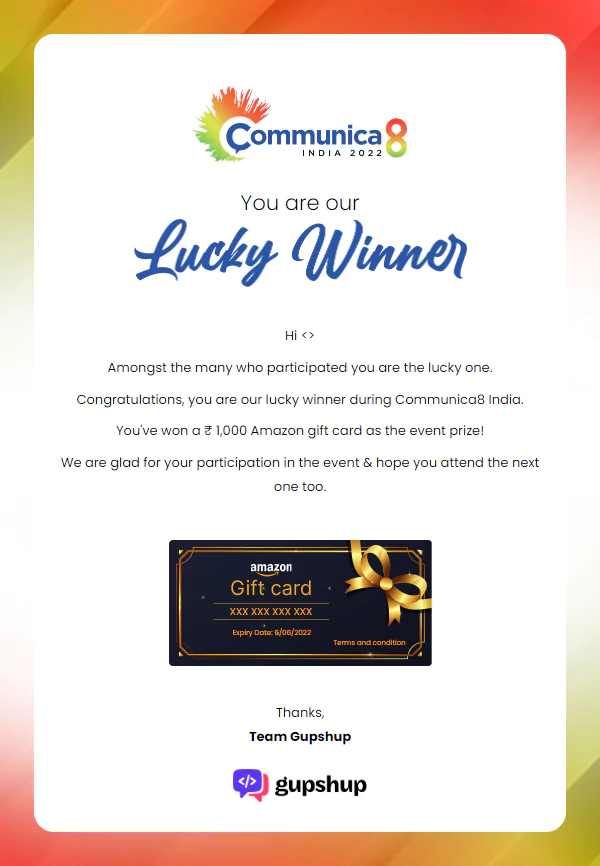 Communica8
INDIA 2022
You are our
Lucky Winner
Hi <>
Amongst the many who participated you are the lucky one.
Congratulations, you are our lucky winner during Communica8 India.
You've won a ₹ 1,000 Amazon gift card as the event prize!
We are glad for your participation in the event & hope you attend the next
one too.
amazon
Gift card
XXX XXX XXX XXX
Expiry Date: 6/06/2022
Terms and condition
Thanks,
Team Gupshup
</> gupshup